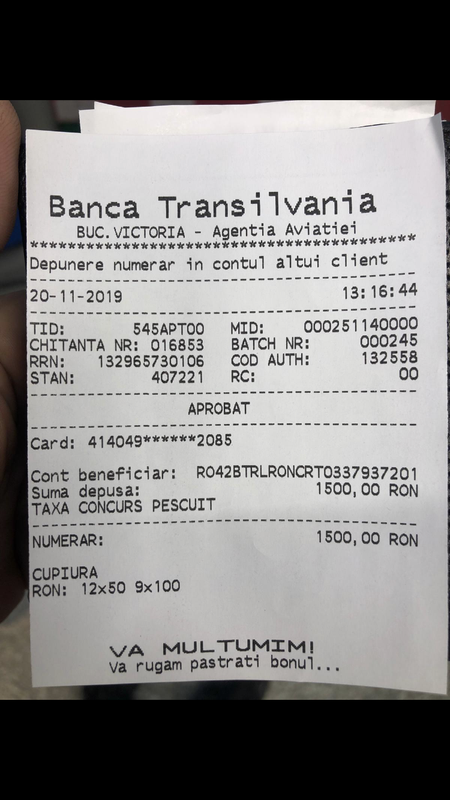 Banca Transilvania
BUC.VICTORIA - Agentia Aviatiei
****************************************************
Depunere numerar in contul altui client
----------------------------------------------------
20-11-2019 13:16:44
----------------------------------------------------
TID: 545APT00 MID: 000251140000
CHITANTA NR: 016853 BATCH NR: 000245
RRN: 132965730106 COD AUTH: 132558
STAN: 407221 RC: 00
----------------------------------------------------
APROBAT
----------------------------------------------------
Card: 414049******2085
Cont beneficiar: RO42BTRLRONCRT0337937201
Suma depusa: 1500,00 RON
TAXA CONCURS PESCUIT
----------------------------------------------------
NUMERAR: 1500,00 RON
CUPIURA
RON: 12x50 9x100
VA MULTUMIM!
Va rugam pastrati bonul...